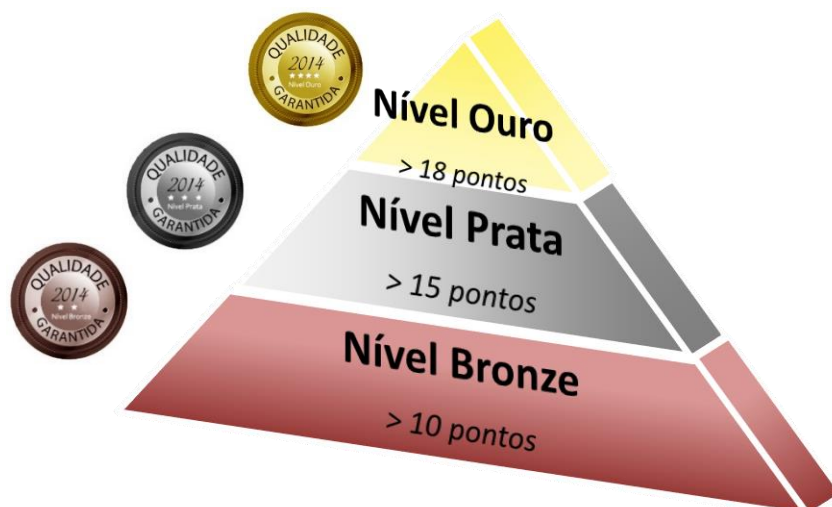 QUALIDADE
2014
Nível Ouro
GARANTIDA
Nível Ouro
> 18 pontos
QUALIDADE
2014
Nível Prata
GARANTIDA
Nível Prata
> 15 pontos
QUALIDADE
2014
Nível Bronze
GARANTIDA
Nível Bronze
> 10 pontos